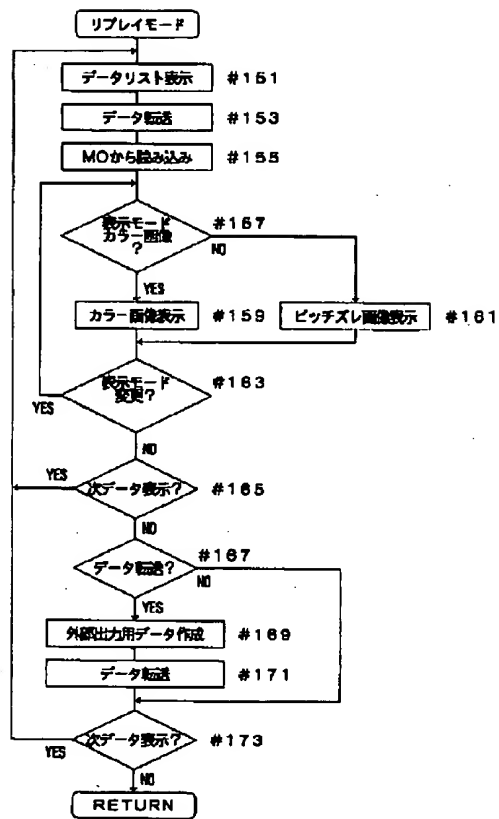 リプレイモード
データリスト表示 #151
データ転送 #153
MOから読み込み #155
表示モード
カラー画像
? #157
NO
YES
カラー画像表示 #159
ピッチズレ画像表示 #161
表示モード
変更? #163
YES
NO
次データ表示? #165
YES
NO
データ転送? #167
NO
YES
外部出力用データ作成 #169
データ転送 #171
次データ表示? #173
YES
NO
RETURN